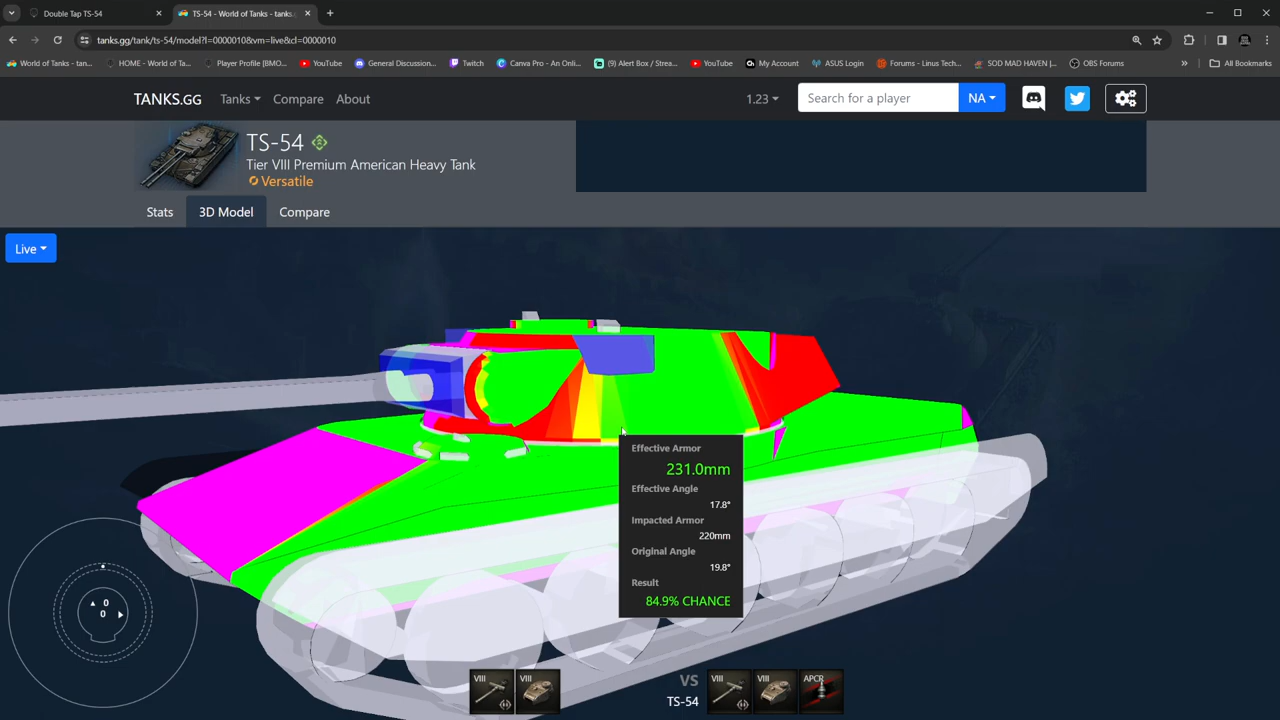 Double Tap TS-54
TS-54 - World of Tanks - tanks.g
tanks.gg/tank/ts-54/model?l=0000010&vm=live&cl=0000010
World of Tanks - tan...
HOME - World of Ta...
Player Profile (BMO...
YouTube
General Discussion...
Twitch
Canva Pro - An Onli...
(9) Alert Box / Strea...
YouTube
My Account
ASUS Login
Forums - Linus Tech...
SOD MAD HAVEN |...
OBS Forums
All Bookmarks
TANKS.GG
Tanks
Compare
About
1.23
Search for a player
NA
TS-54
Tier VIII Premium American Heavy Tank
Versatile
Stats
3D Model
Compare
Live
Effective Armor
231.0mm
Effective Angle
17.8°
Impacted Armor
220mm
Original Angle
19.8°
Result
84.9% CHANCE
0
0
VIII
VIII
VS
TS-54
VIII
VIII
APCR